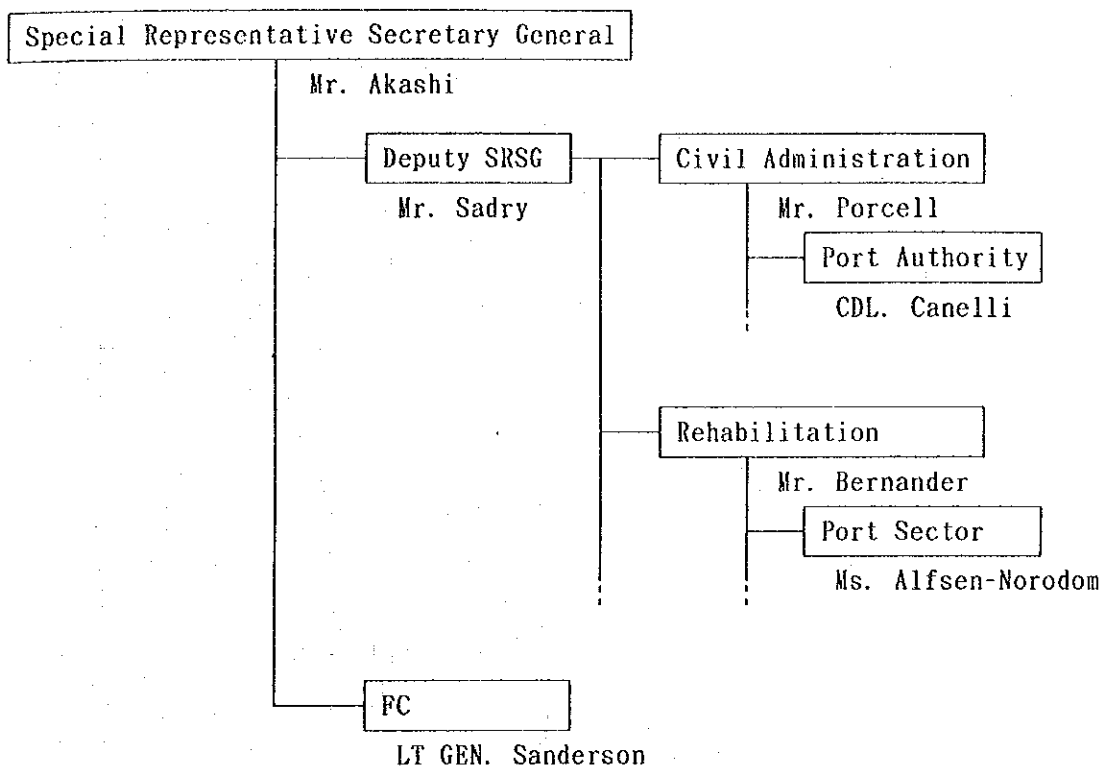 Special Representative Secretary General
Mr. Akashi
Deputy SRSG
Mr. Sadry
Civil Administration
Mr. Porcell
Port Authority
CDL. Canelli
Rehabilitation
Mr. Bernander
Port Sector
Ms. Alfsen-Norodom
FC
LT GEN. Sanderson